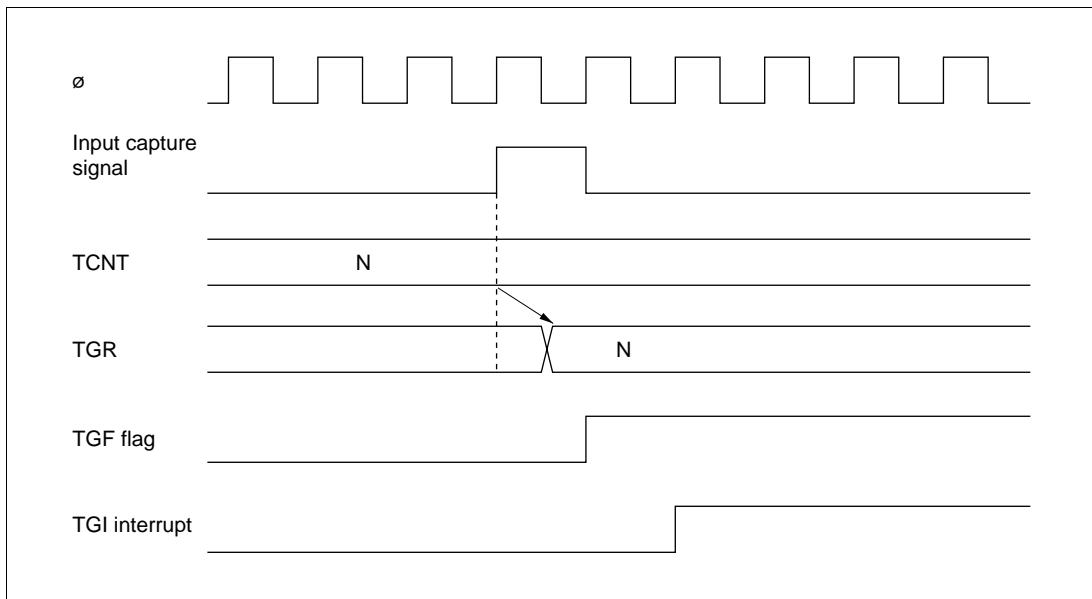 ø
Input capture
signal
TCNT
N
TGR
N
TGF flag
TGI interrupt